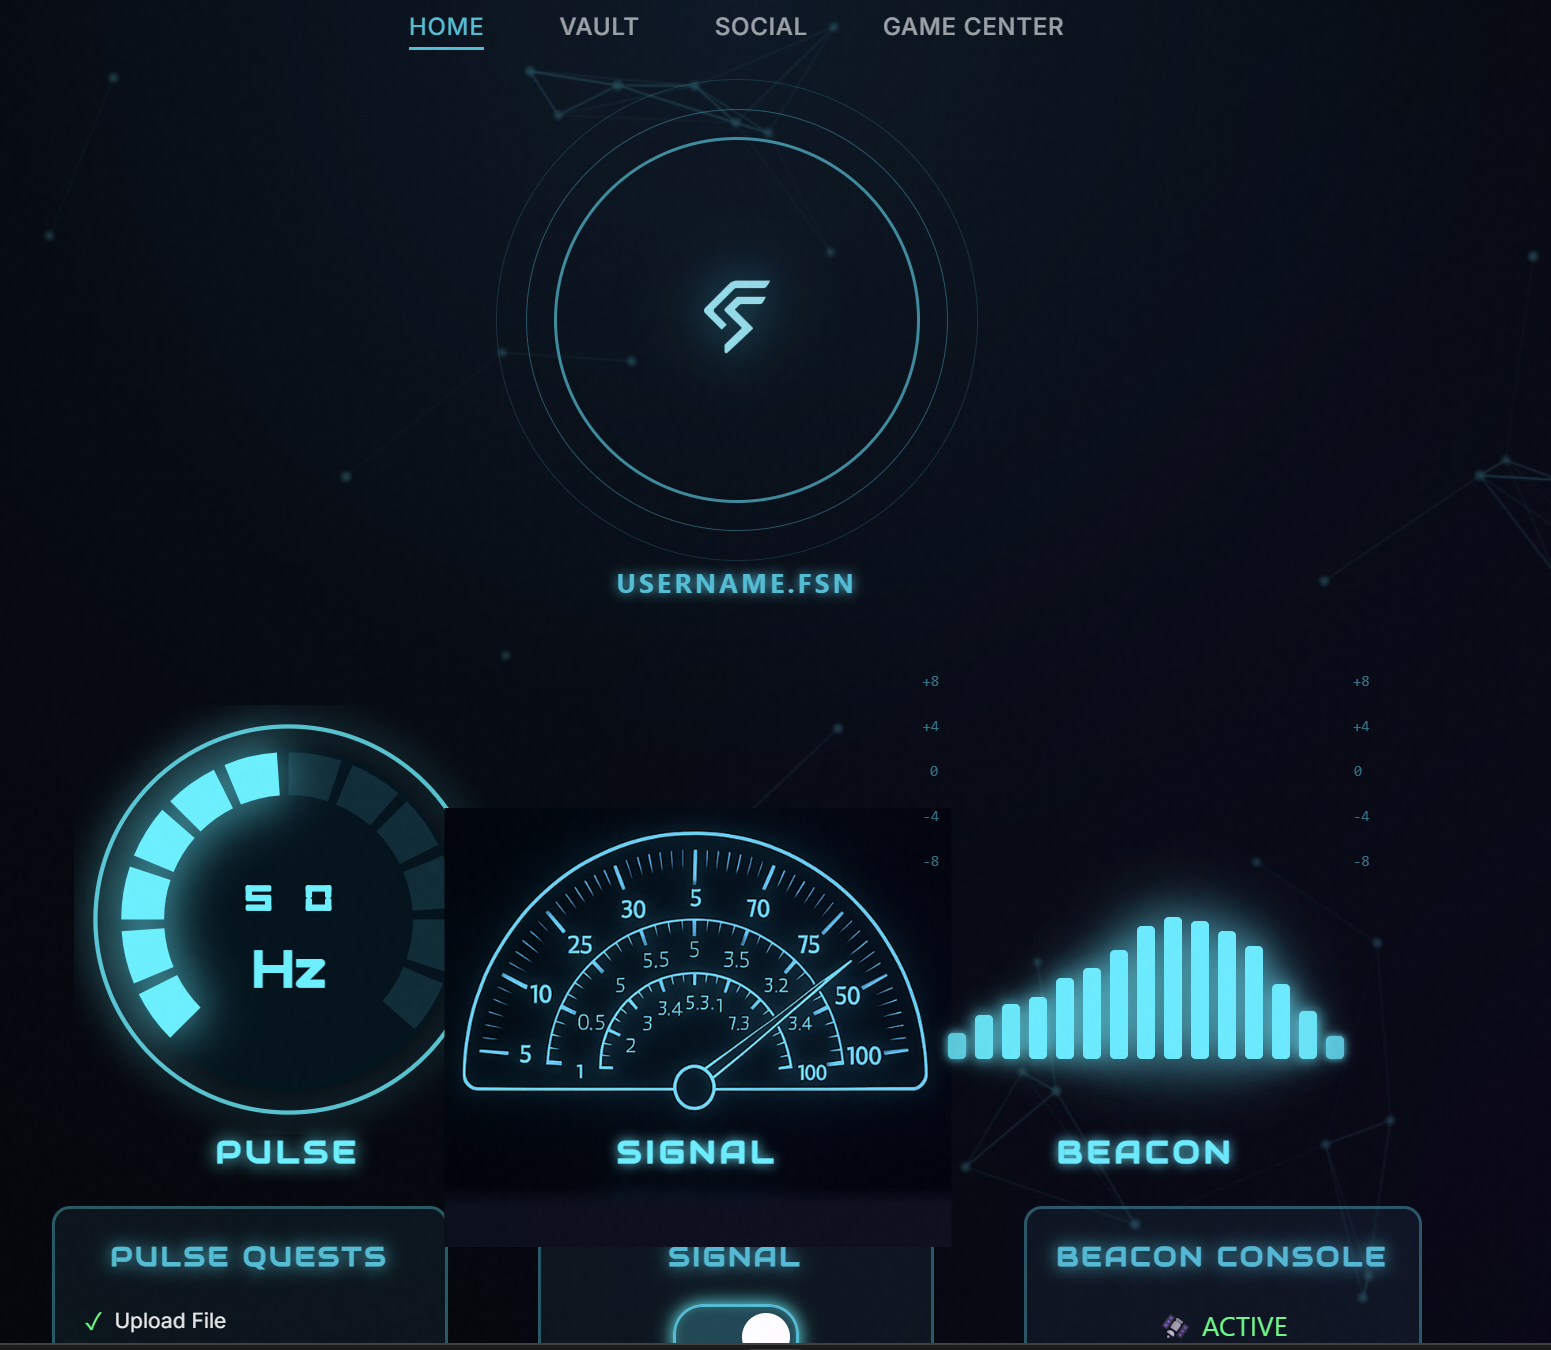 HOME VAULT SOCIAL GAME CENTER
USERNAME.FSN
+8 +8
+4 +4
0 0
-4 -4
-8 -8
50
Hz
PULSE
5 10 25 30 5 70 75 50 100
1 0.5 5 5.5 5 3.5 3.2 3.4 100
2 3 3.4 5.3.1 7.3
SIGNAL
BEACON
PULSE QUESTS
✓ Upload File
SIGNAL
BEACON CONSOLE
ACTIVE